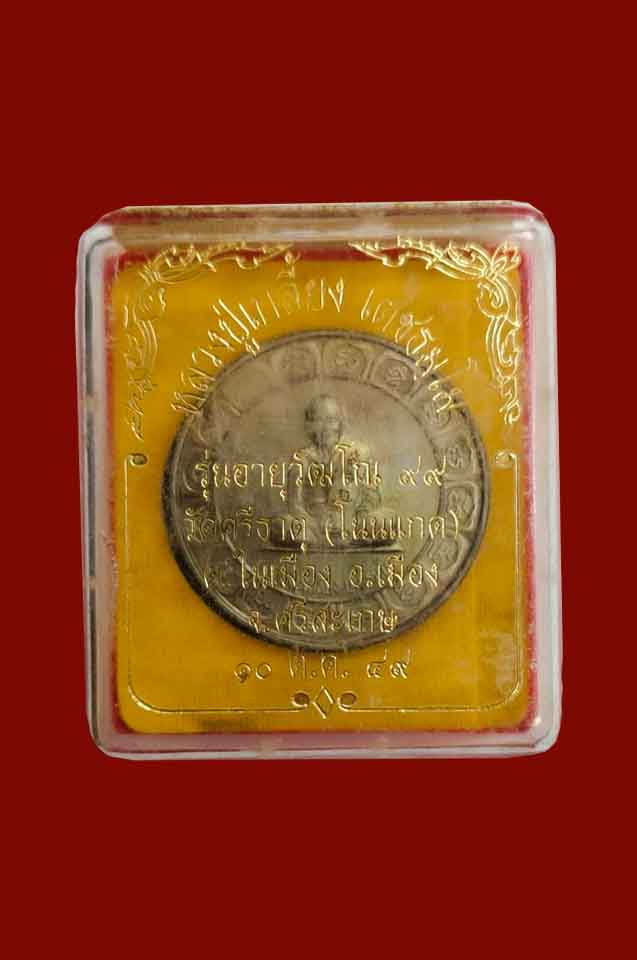 หลวงปู่เกลี้ยง เตชธมฺโม
รุ่นอายุวัฒโก ๙๙
วัดศรีธาตุ (โนนแกด)
ต.ในเมือง อ.เมือง
จ.ศรีสะเกษ
๑๐ ต.ค. ๔๙